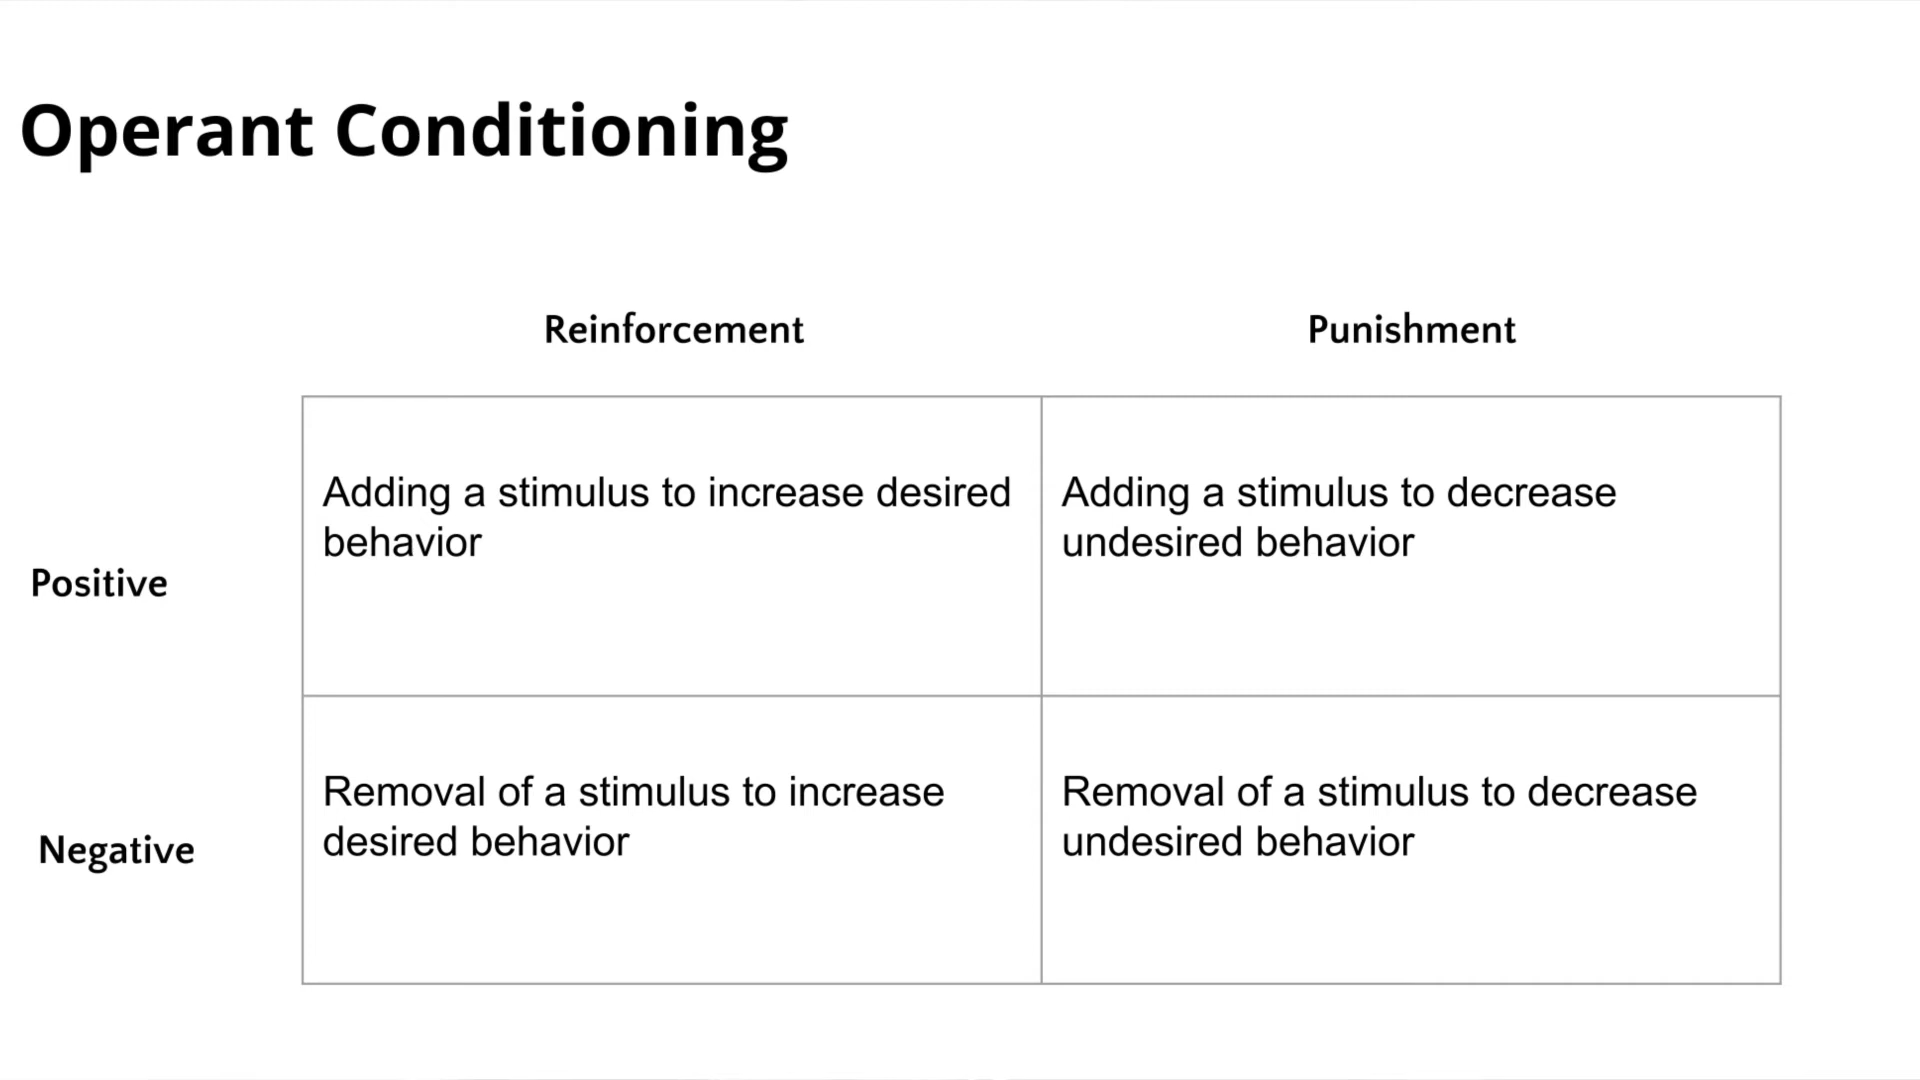 Operant Conditioning
Reinforcement
Punishment
Positive
Adding a stimulus to increase desired
behavior
Adding a stimulus to decrease
undesired behavior
Negative
Removal of a stimulus to increase
desired behavior
Removal of a stimulus to decrease
undesired behavior